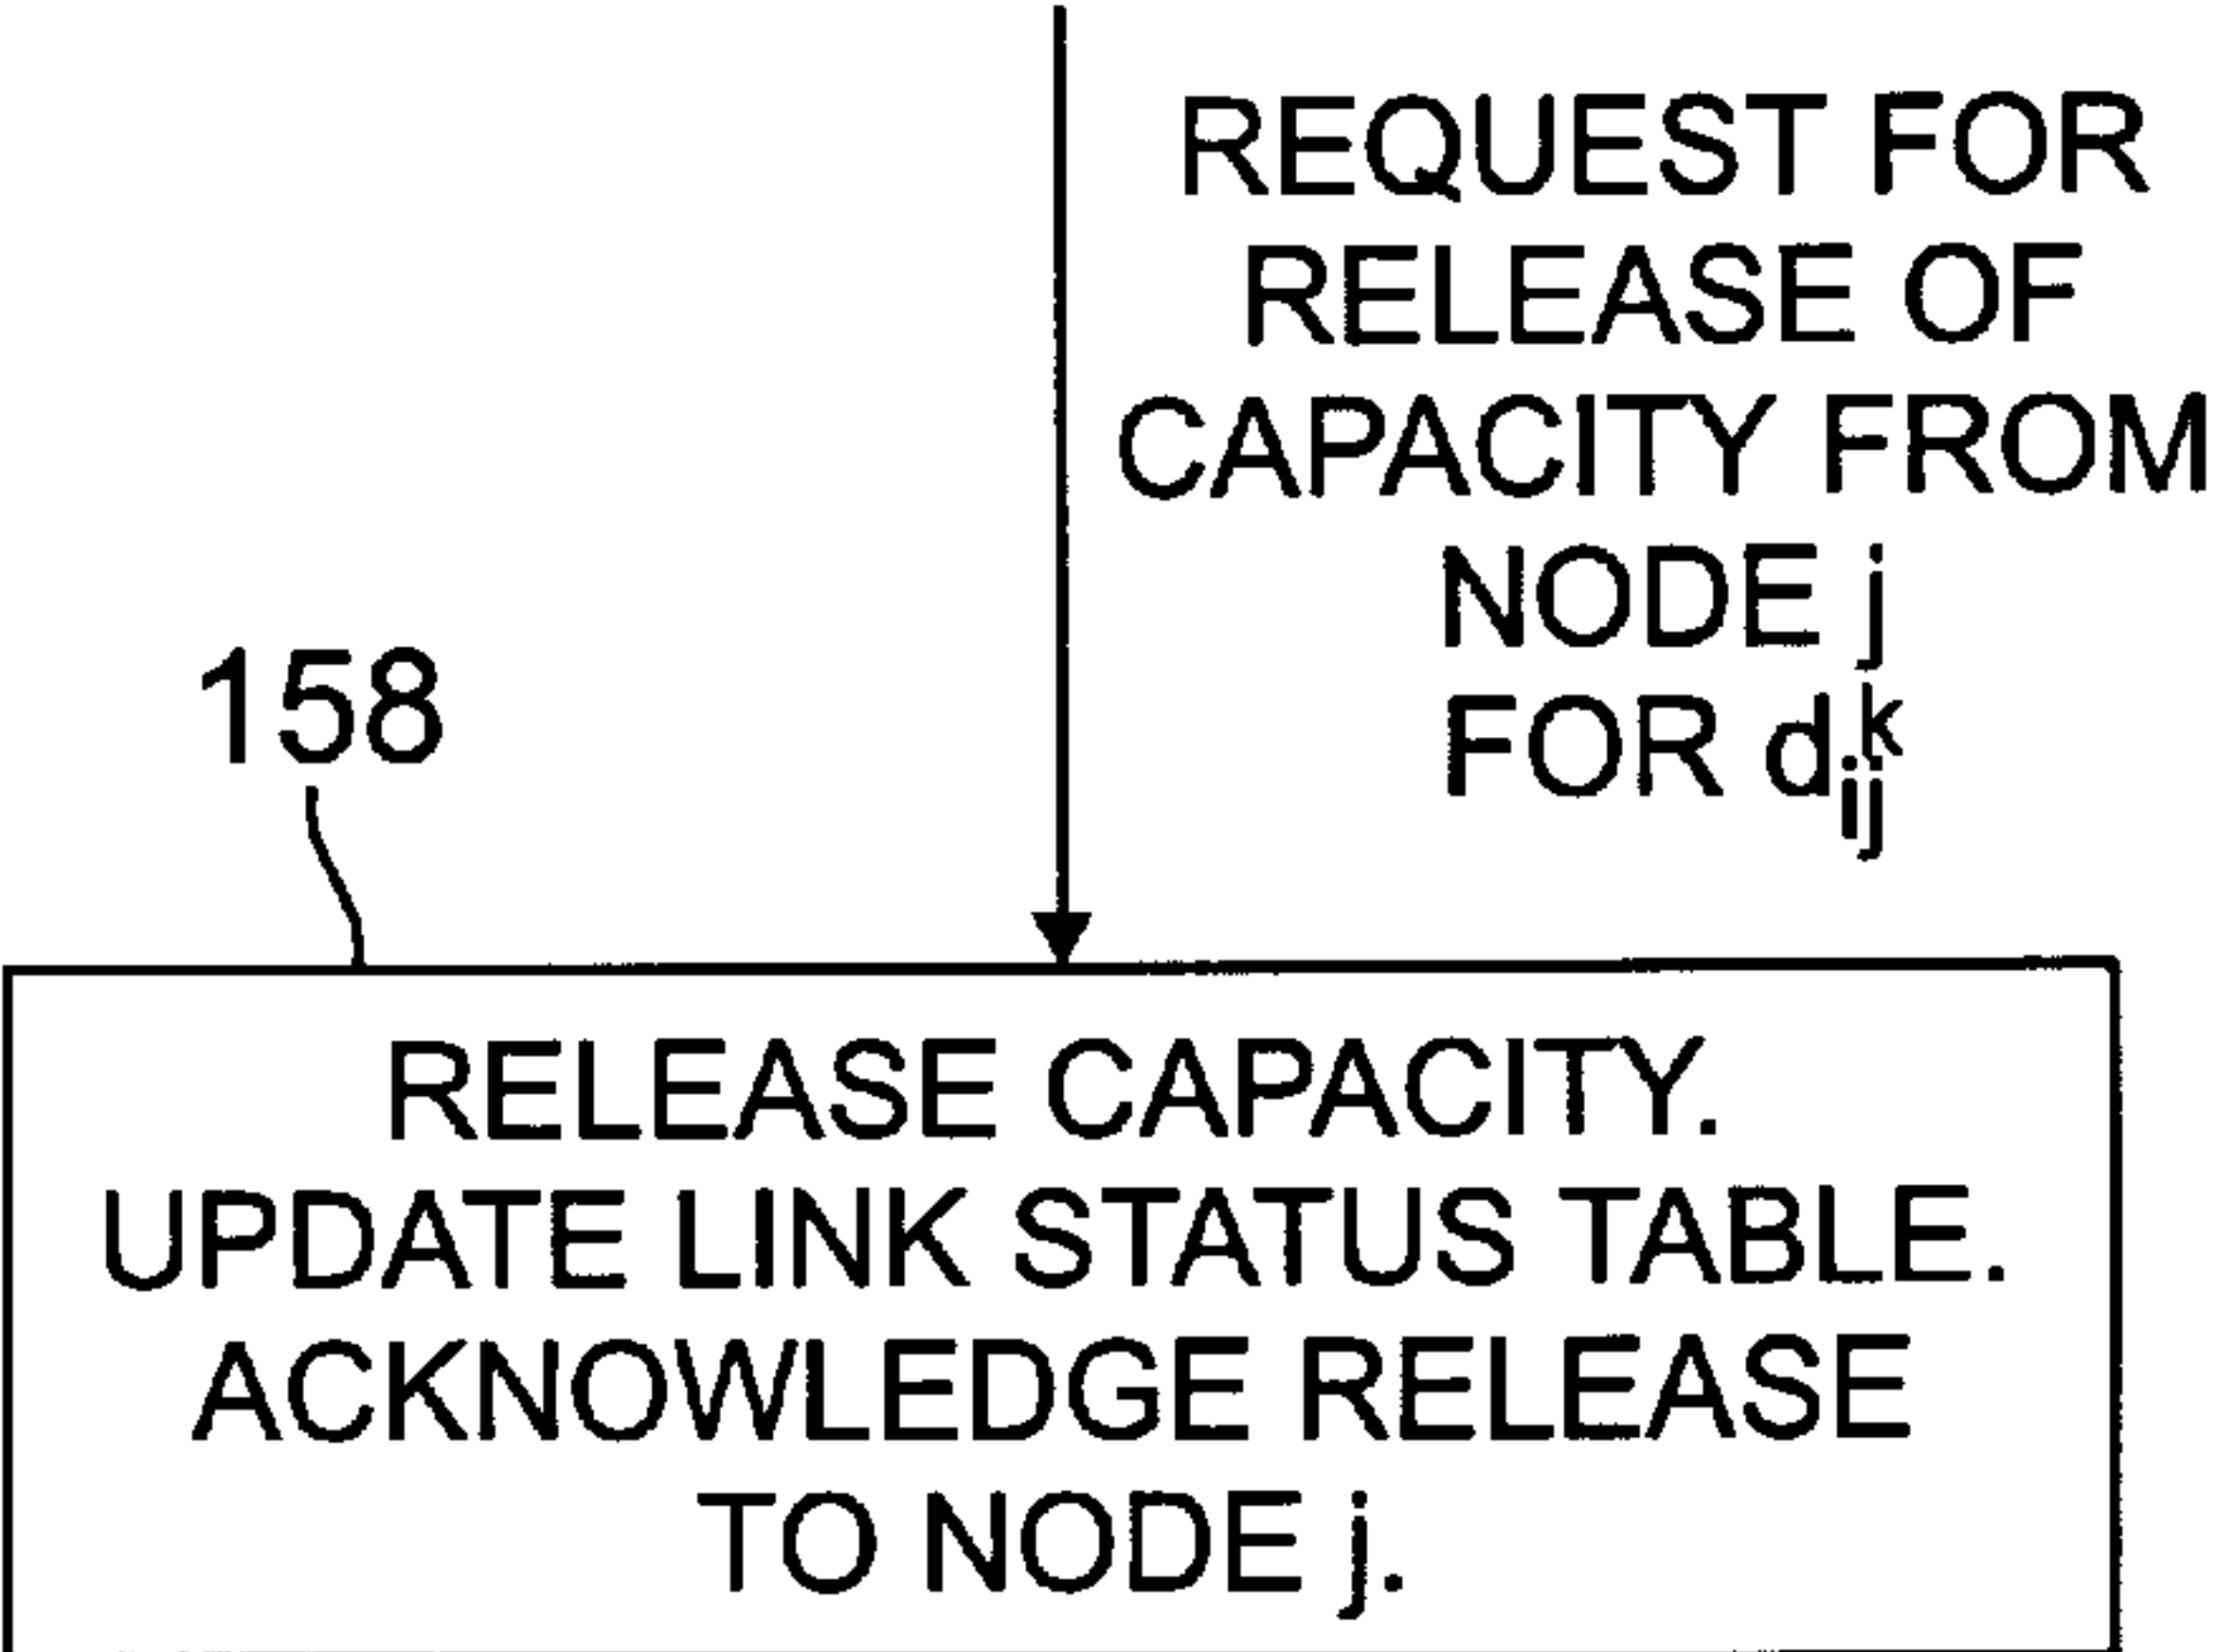 REQUEST FOR
RELEASE OF
CAPACITY FROM
NODE j
FOR dᵢⱼᵏ
158
RELEASE CAPACITY.
UPDATE LINK STATUS TABLE.
ACKNOWLEDGE RELEASE
TO NODE j.